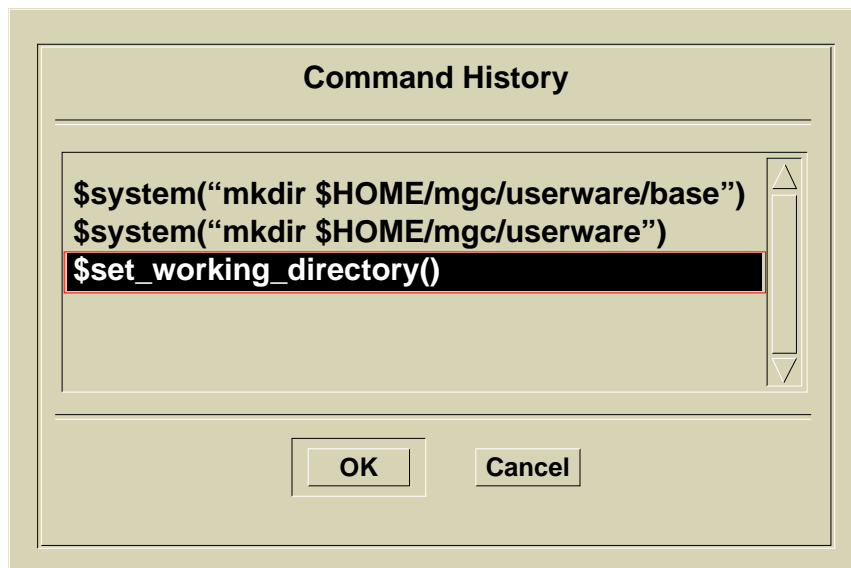 Command History
$system(“mkdir $HOME/mgc/userware/base”)
$system(“mkdir $HOME/mgc/userware”)
$set_working_directory()
OK
Cancel